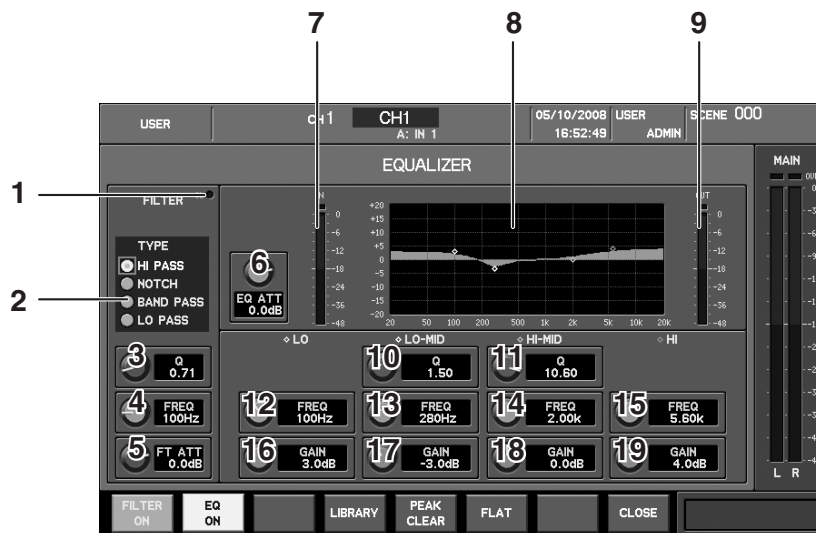 7 8 9
USER CH1 CH1 05/10/2008 USER SCENE 000
A: IN 1 16:52:49 ADMIN
EQUALIZER MAIN
1
FILTER IN OUT
TYPE
HI PASS
NOTCH
2 BAND PASS
LO PASS
6
EQ ATT
0.0dB
0
-6
-12
-18
-24
-36
-48
+20
+15
+10
+5
0
-5
-10
-15
-20
20 50 100 200 500 1K 2K 5K 10K 20K
0
-6
-12
-18
-24
-36
-48
LO LO-MID HI-MID HI
3 Q 10 Q 11 Q
0.71 1.50 10.60
4 FREQ 12 FREQ 13 FREQ 14 FREQ 15 FREQ
100Hz 100Hz 280Hz 2.00k 5.60k
5 FT ATT 16 GAIN 17 GAIN 18 GAIN 19 GAIN
0.0dB 3.0dB -3.0dB 0.0dB 4.0dB
L R
FILTER ON
EQ ON
LIBRARY
PEAK CLEAR
FLAT
CLOSE